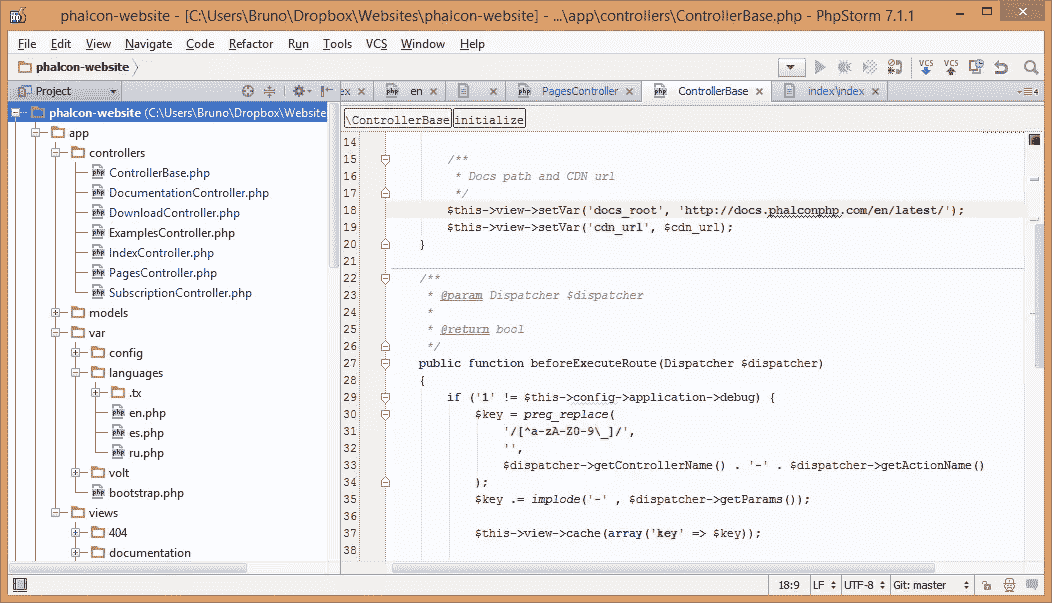 phalcon-website - [C:\Users\Bruno\Dropbox\Websites\phalcon-website] - ...\app\controllers\ControllerBase.php - PhpStorm 7.1.1
File Edit View Navigate Code Refactor Run Tools VCS Window Help
phalcon-website
VCS VCS
Project
ex
en
PagesController
ControllerBase
index\index
4
phalcon-website (C:\Users\Bruno\Dropbox\Website
app
controllers
ControllerBase.php
DocumentationController.php
DownloadController.php
ExamplesController.php
IndexController.php
PagesController.php
SubscriptionController.php
models
var
config
languages
.tx
en.php
es.php
ru.php
volt
bootstrap.php
views
404
documentation
\ControllerBase initialize
14
15 /**
16 * Docs path and CDN url
17 */
18 $this->view->setVar('docs_root', 'http://docs.phalconphp.com/en/latest/');
19 $this->view->setVar('cdn_url', $cdn_url);
20 }
21
22 /**
23 * @param Dispatcher $dispatcher
24 *
25 * @return bool
26 */
27 public function beforeExecuteRoute(Dispatcher $dispatcher)
28 {
29 if ('1' != $this->config->application->debug) {
30 $key = preg_replace(
31 '/[^a-zA-Z0-9\_]/',
32 '',
33 $dispatcher->getControllerName() . '-' . $dispatcher->getActionName()
34 );
35 $key .= implode('-' , $dispatcher->getParams());
36
37 $this->view->cache(array('key' => $key));
38
18:9 LF UTF-8 Git: master